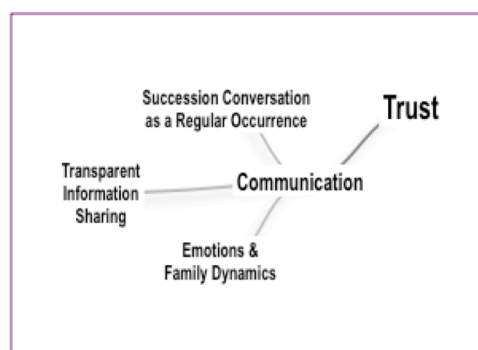 Succession Conversation
as a Regular Occurrence
Trust
Transparent
Information
Sharing
Communication
Emotions &
Family Dynamics